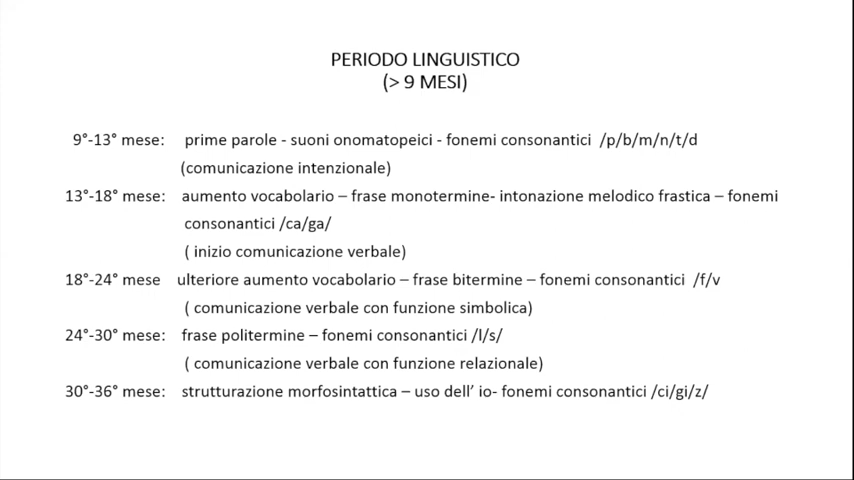 PERIODO LINGUISTICO
(> 9 MESI)
9°-13° mese: prime parole - suoni onomatopeici - fonemi consonantici /p/b/m/n/t/d
(comunicazione intenzionale)
13°-18° mese: aumento vocabolario – frase monotermine- intonazione melodico frastica – fonemi
consonantici /ca/ga/
( inizio comunicazione verbale)
18°-24° mese ulteriore aumento vocabolario – frase bitermine – fonemi consonantici /f/v
( comunicazione verbale con funzione simbolica)
24°-30° mese: frase politermine – fonemi consonantici /l/s/
( comunicazione verbale con funzione relazionale)
30°-36° mese: strutturazione morfosintattica – uso dell’ io- fonemi consonantici /ci/gi/z/